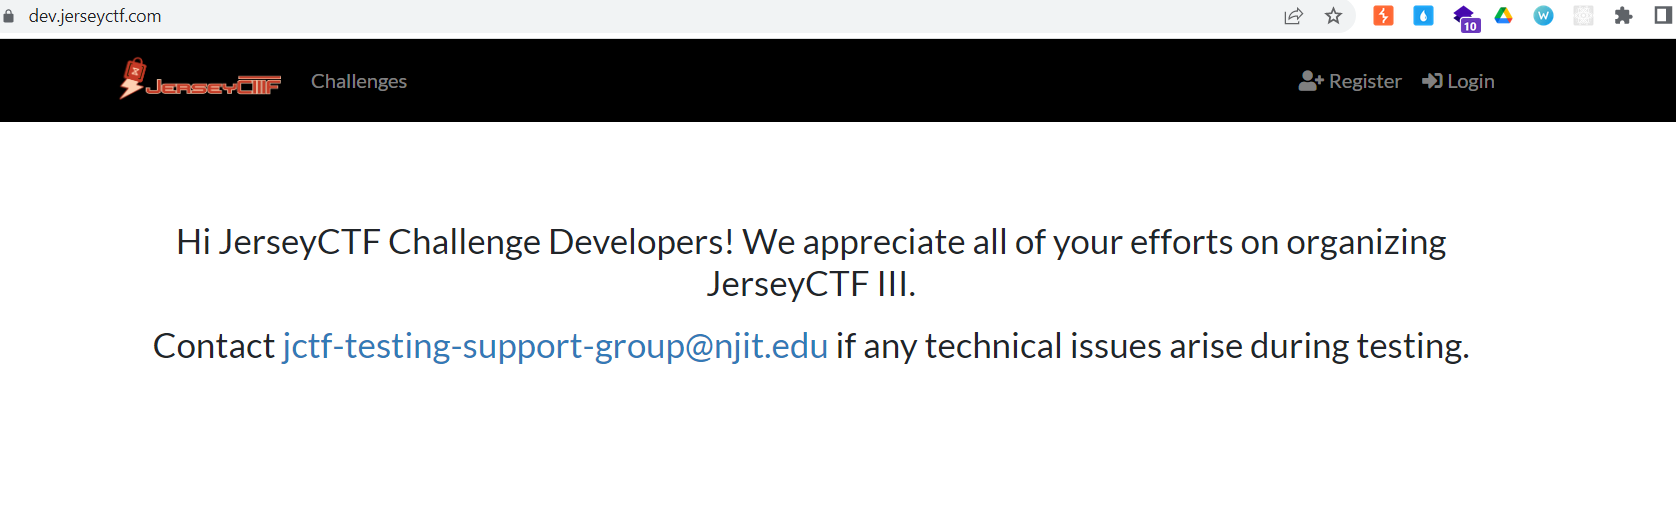 dev.jerseyctf.com
10
W
JERSEYCTF
Challenges
Register
Login
Hi JerseyCTF Challenge Developers! We appreciate all of your efforts on organizing
JerseyCTF III.
Contact jctf-testing-support-group@njit.edu if any technical issues arise during testing.